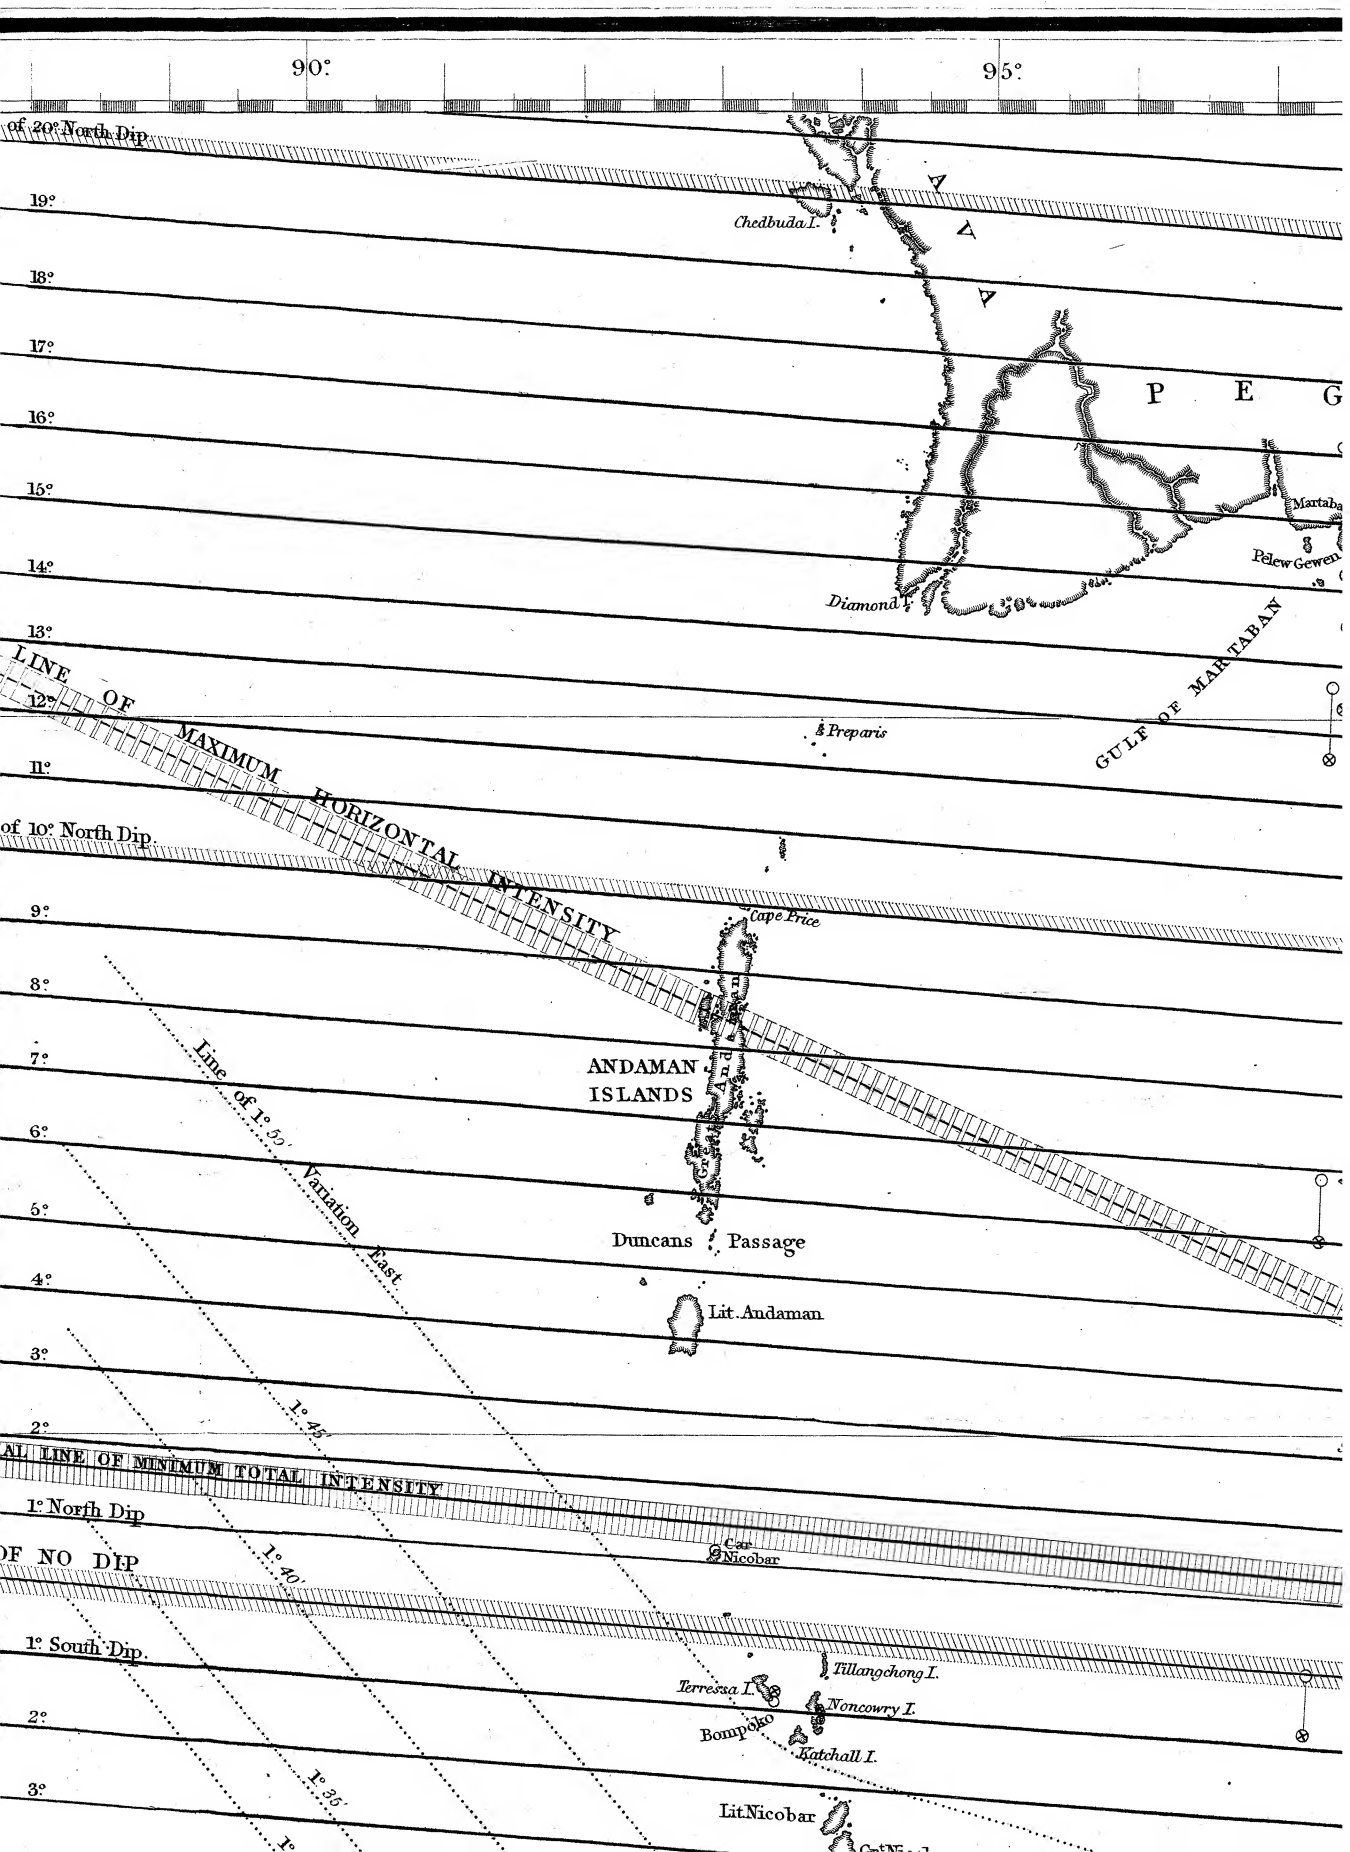 90°
95°
of 20° North Dip
A
V
A
19°
Chedbuda I.
18°
17°
P E G
16°
15°
Martaba
Pelew Gewen
14°
Diamond I.
13°
GULF OF MARTABAN
LINE OF MAXIMUM HORIZONTAL INTENSITY
12°
Preparis
11°
of 10° North Dip.
9°
Cape Price
8°
Great Andaman
Line of 1° 50' Variation East
7°
ANDAMAN
ISLANDS
6°
5°
Duncans Passage
4°
Lit. Andaman
3°
1° 45'
2°
AL LINE OF MINIMUM TOTAL INTENSITY
1° North Dip
Car
Nicobar
OF NO DIP
1° 40'
1° South Dip.
Tillangchong I.
Terressa I.
Noncowry I.
Bompoko
2°
Katchall I.
3°
1° 35'
Lit Nicobar
1°